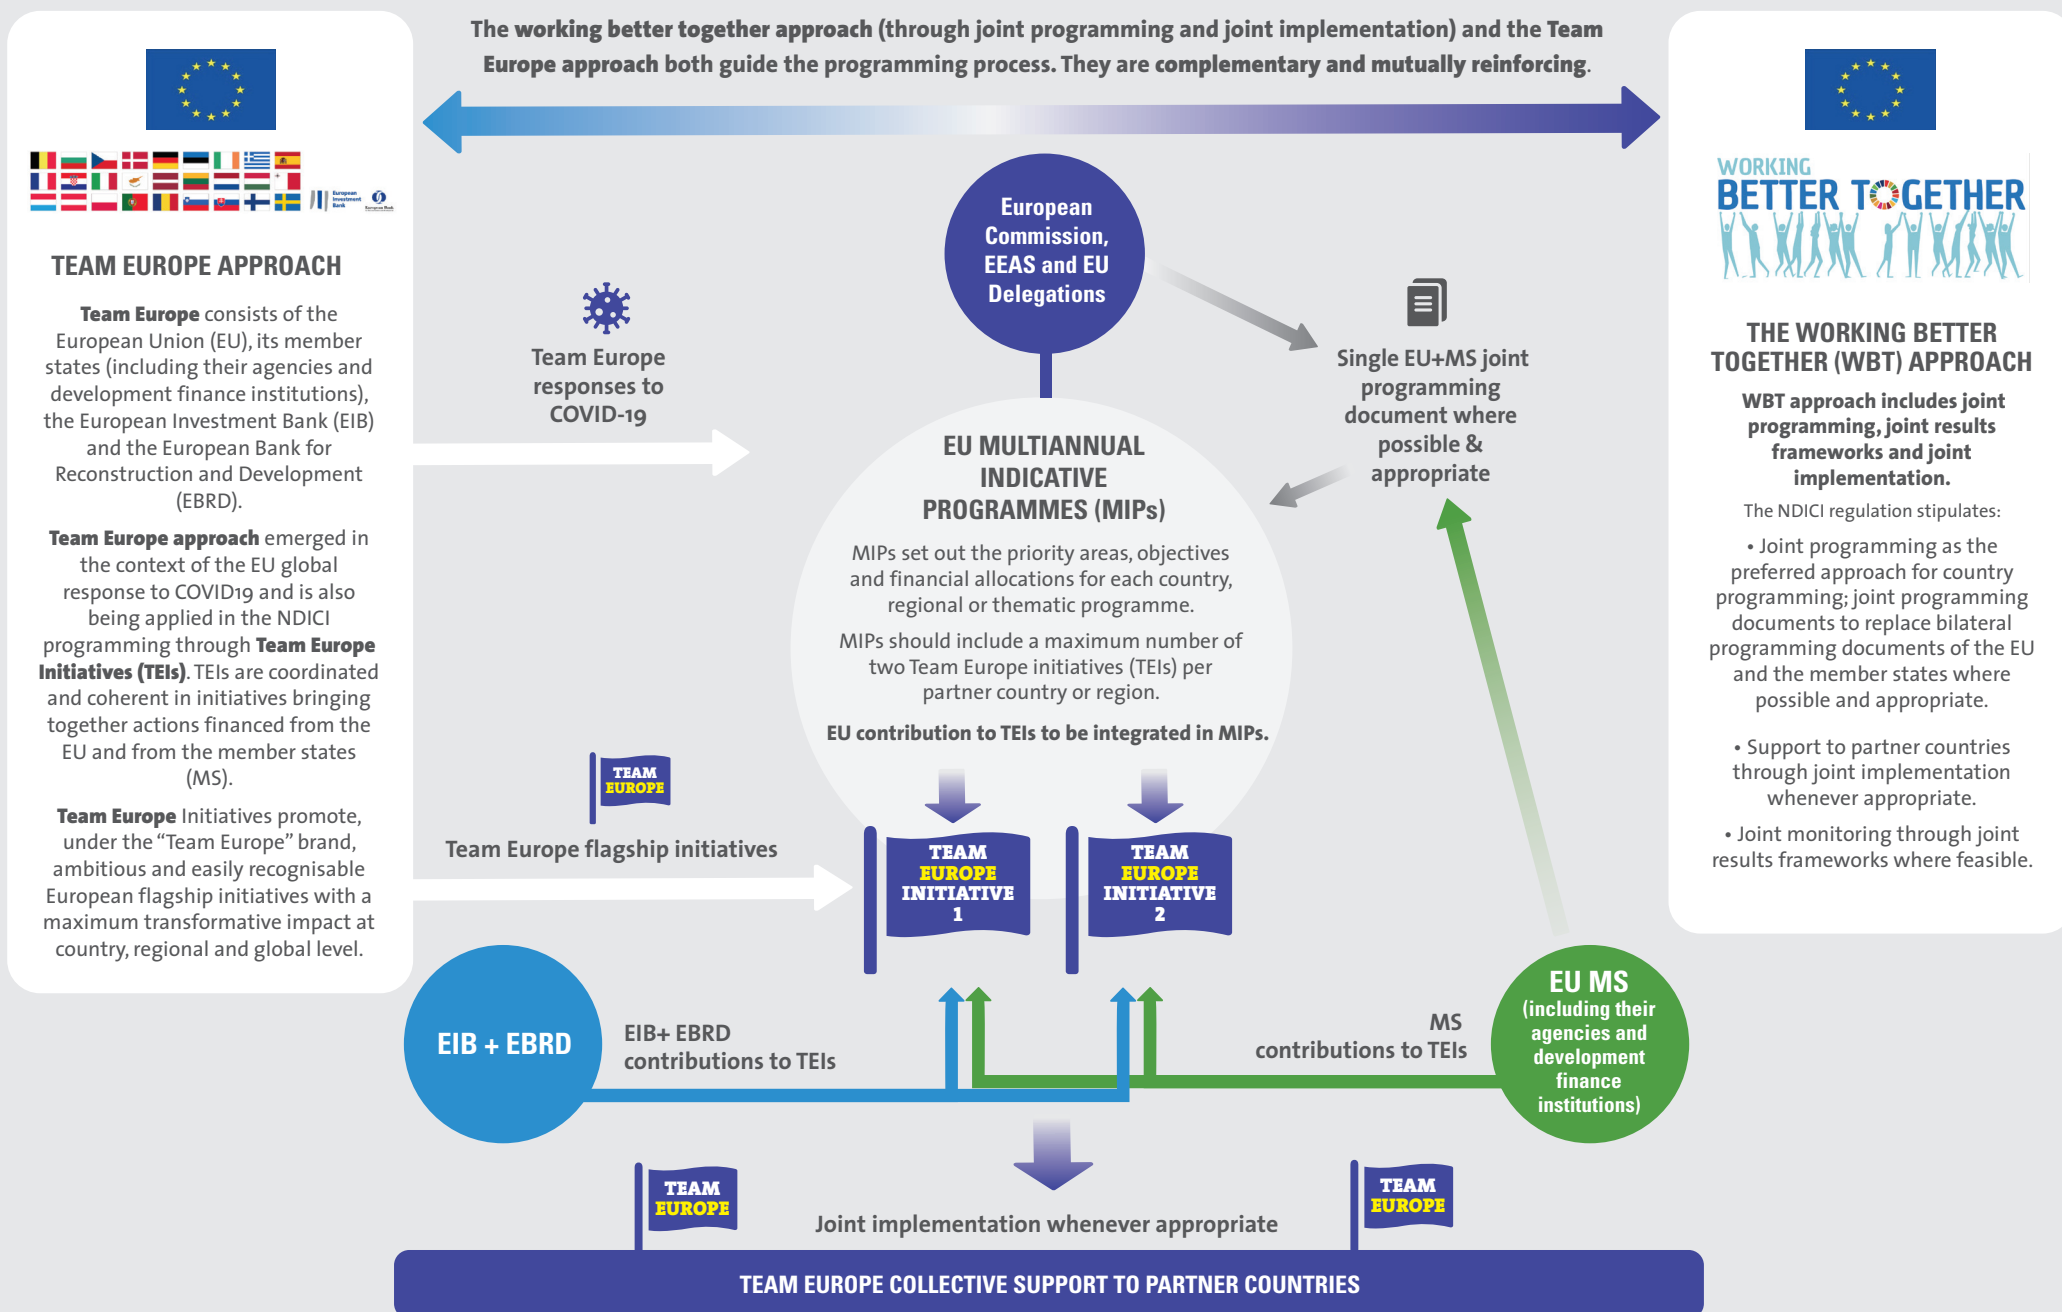 The working better together approach (through joint programming and joint implementation) and the Team
Europe approach both guide the programming process. They are complementary and mutually reinforcing.
European
Investment
Bank
TEAM EUROPE APPROACH
Team Europe consists of the
European Union (EU), its member
states (including their agencies and
development finance institutions),
the European Investment Bank (EIB)
and the European Bank for
Reconstruction and Development
(EBRD).
Team Europe approach emerged in
the context of the EU global
response to COVID19 and is also
being applied in the NDICI
programming through Team Europe
Initiatives (TEIs). TEIs are coordinated
and coherent in initiatives bringing
together actions financed from the
EU and from the member states
(MS).
Team Europe Initiatives promote,
under the “Team Europe” brand,
ambitious and easily recognisable
European flagship initiatives with a
maximum transformative impact at
country, regional and global level.
Team Europe
responses to
COVID-19
TEAM
EUROPE
Team Europe flagship initiatives
European
Commission,
EEAS and EU
Delegations
EU MULTIANNUAL
INDICATIVE
PROGRAMMES (MIPs)
MIPs set out the priority areas, objectives
and financial allocations for each country,
regional or thematic programme.
MIPs should include a maximum number of
two Team Europe initiatives (TEIs) per
partner country or region.
EU contribution to TEIs to be integrated in MIPs.
TEAM
EUROPE
INITIATIVE
1
TEAM
EUROPE
INITIATIVE
2
Single EU+MS joint
programming
document where
possible &
appropriate
WORKING
BETTER TOGETHER
THE WORKING BETTER
TOGETHER (WBT) APPROACH
WBT approach includes joint
programming, joint results
frameworks and joint
implementation.
The NDICI regulation stipulates:
• Joint programming as the
preferred approach for country
programming; joint programming
documents to replace bilateral
programming documents of the EU
and the member states where
possible and appropriate.
• Support to partner countries
through joint implementation
whenever appropriate.
• Joint monitoring through joint
results frameworks where feasible.
EIB + EBRD
EIB+ EBRD
contributions to TEIs
MS
contributions to TEIs
EU MS
(including their
agencies and
development
finance
institutions)
TEAM
EUROPE
Joint implementation whenever appropriate
TEAM
EUROPE
TEAM EUROPE COLLECTIVE SUPPORT TO PARTNER COUNTRIES